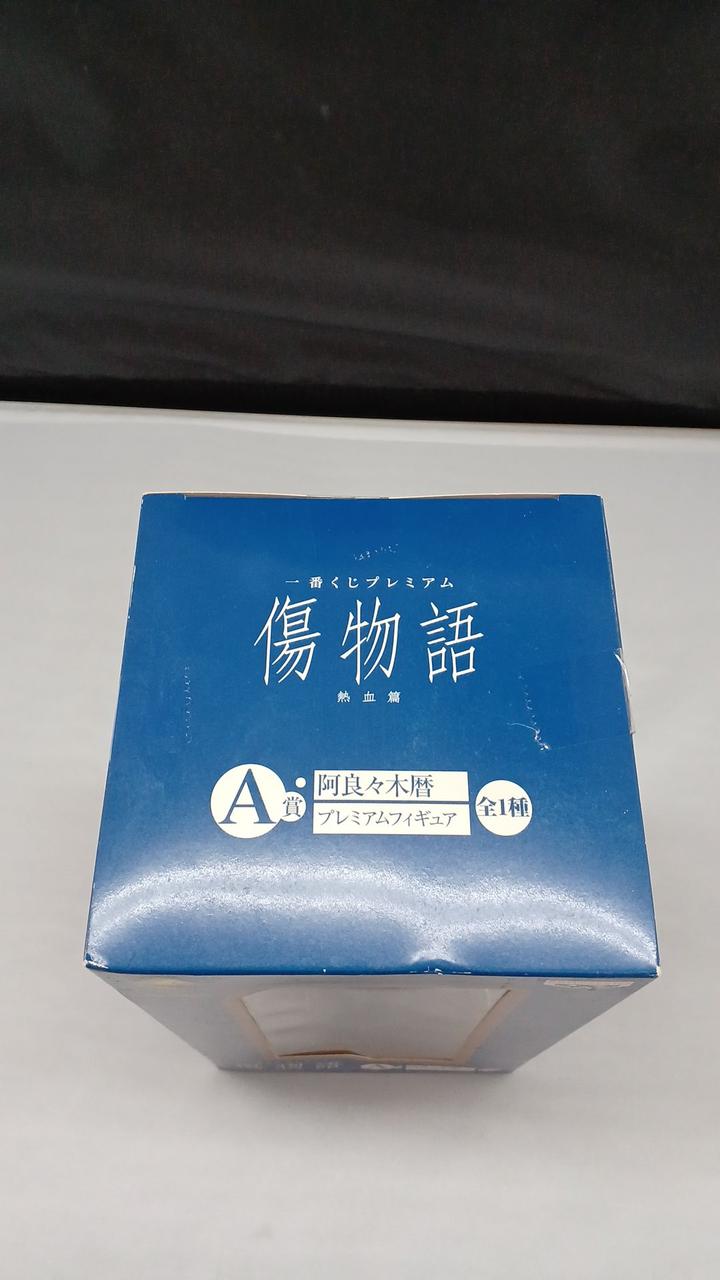 一番くじプレミアム
傷物語
熱血篇
A賞
阿良々木暦
プレミアムフィギュア
全1種